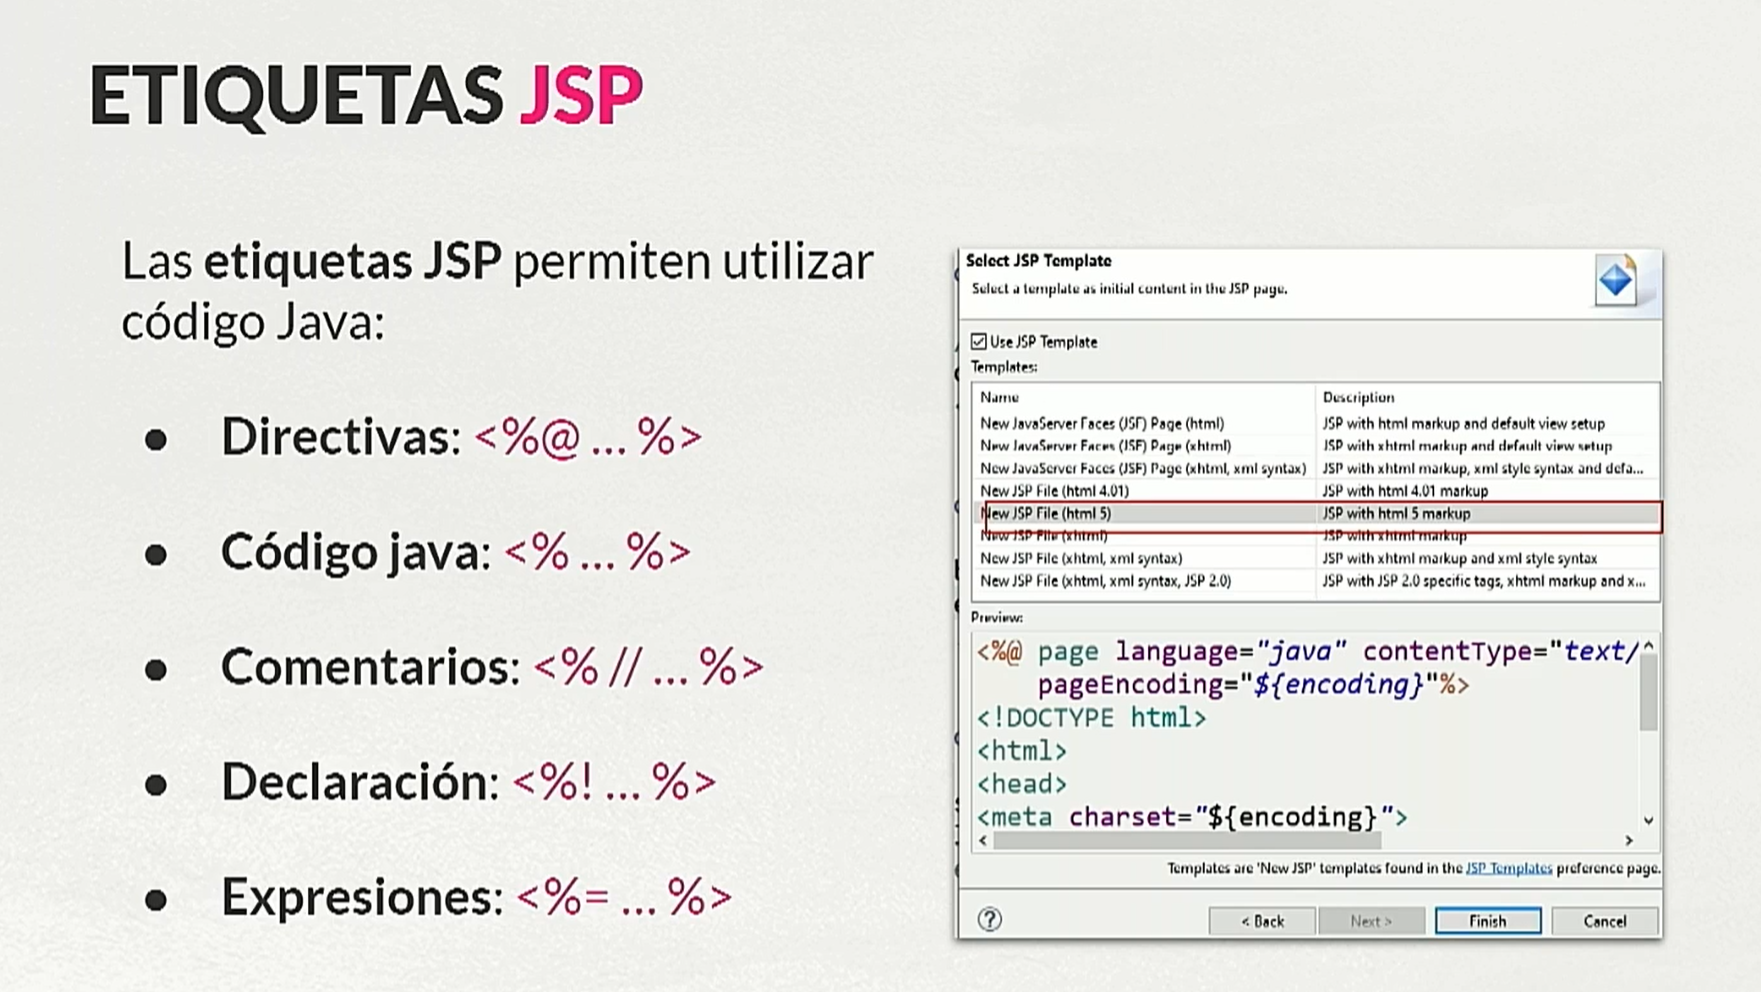 ETIQUETAS JSP
Las etiquetas JSP permiten utilizar
código Java:
● Directivas: <%@ ... %>
● Código java: <% ... %>
● Comentarios: <% // ... %>
● Declaración: <%! ... %>
● Expresiones: <%= ... %>
Select JSP Template
Select a template as initial content in the JSP page.
Use JSP Template
Templates:
Name Description
New JavaServer Faces (JSF) Page (html) JSP with html markup and default view setup
New JavaServer Faces (JSF) Page (xhtml) JSP with xhtml markup and default view setup
New JavaServer Faces (JSF) Page (xhtml, xml syntax) JSP with xhtml markup, xml style syntax and defa...
New JSP File (html 4.01) JSP with html 4.01 markup
New JSP File (html 5) JSP with html 5 markup
New JSP File (xhtml) JSP with xhtml markup
New JSP File (xhtml, xml syntax) JSP with xhtml markup and xml style syntax
New JSP File (xhtml, xml syntax, JSP 2.0) JSP with JSP 2.0 specific tags, xhtml markup and x...
Preview:
<%@ page language="java" contentType="text/
pageEncoding="${encoding}"%>
<!DOCTYPE html>
<html>
<head>
<meta charset="${encoding}">
Templates are 'New JSP' templates found in the JSP Templates preference page.
? < Back Next > Finish Cancel